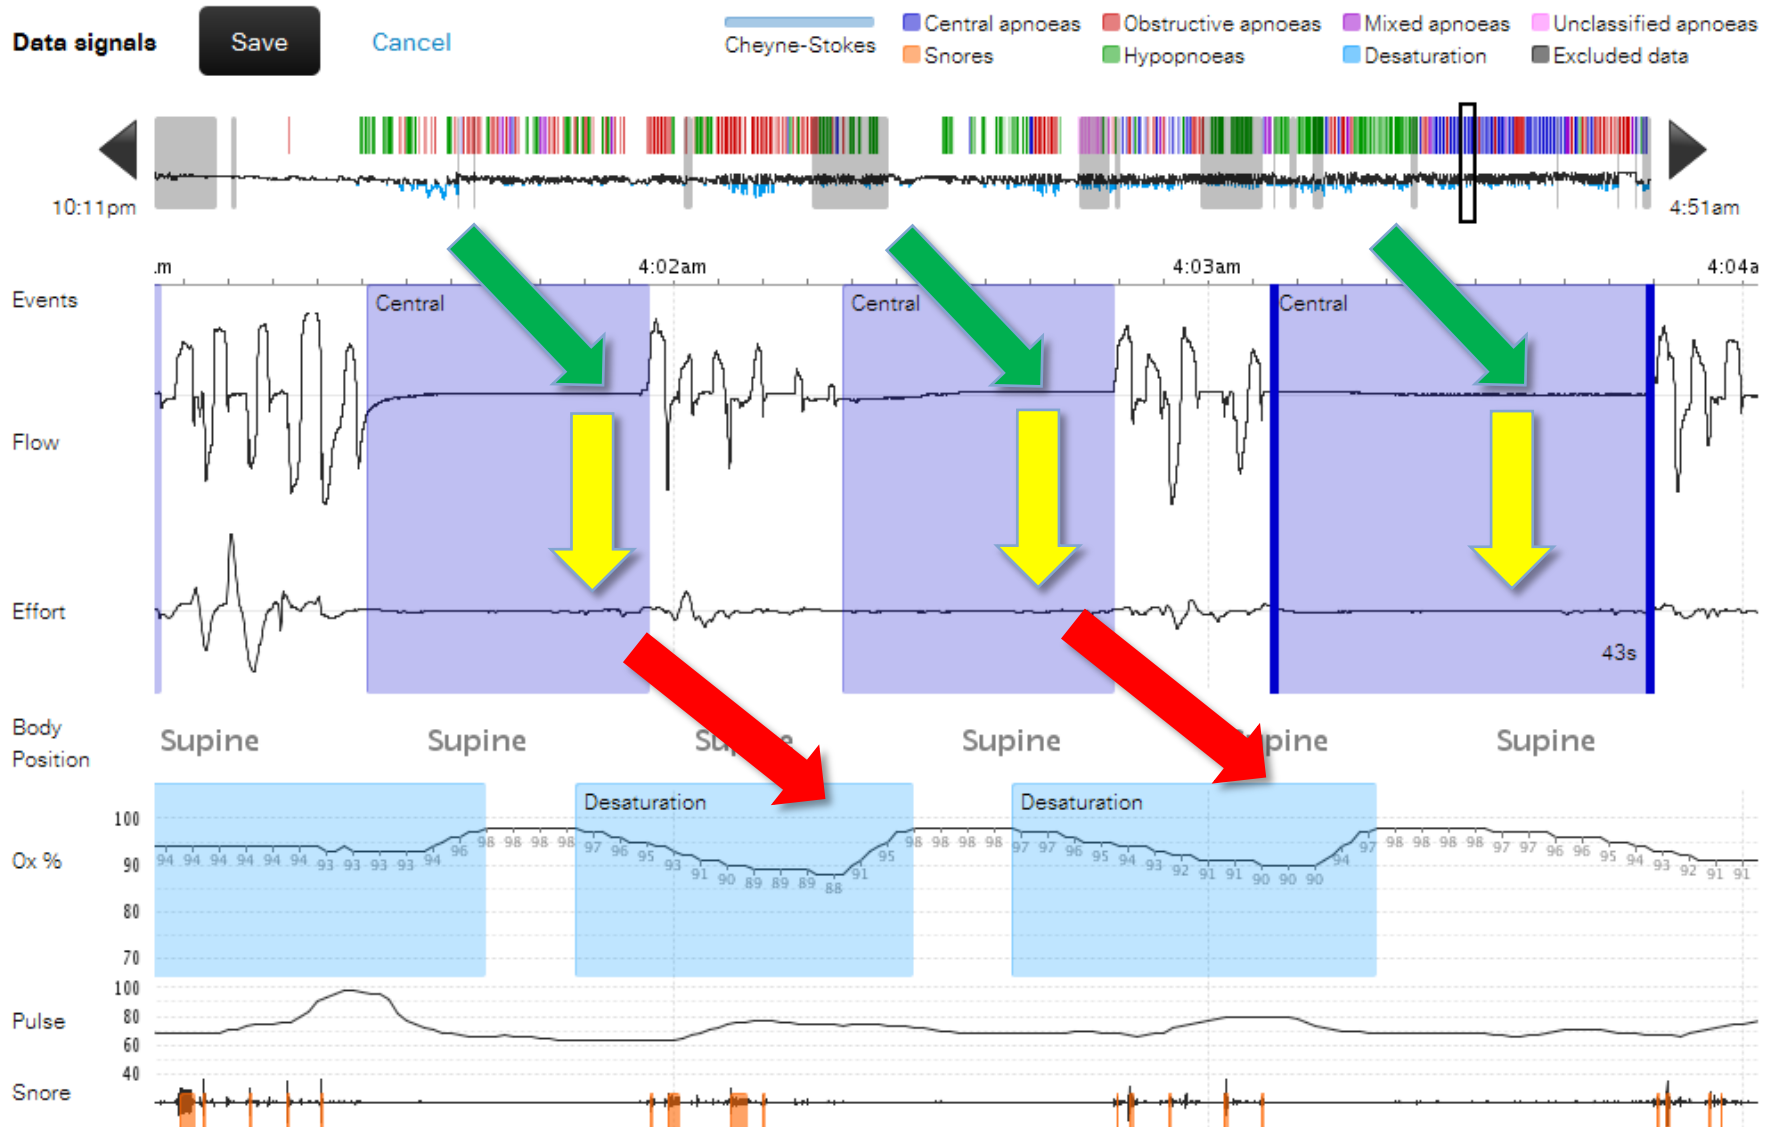 Data signals Save Cancel
Cheyne-Stokes
Central apnoeas Obstructive apnoeas Mixed apnoeas Unclassified apnoeas
Snores Hypopnoeas Desaturation Excluded data
10:11pm 4:51am
.m 4:02am 4:03am 4:04a
Events
Central Central Central
Flow
Effort
43s
Body
Position
Supine Supine Supine Supine pine Supine
Desaturation Desaturation
Ox %
100
90
80
70
94 94 94 94 94 94 93 93 93 93 94 96 98 98 98 98 97 96 95 93 91 90 89 89 89 88 91 95 98 98 98 98 97 97 96 95 94 93 92 91 91 90 90 90 94 97 98 98 98 98 97 97 96 96 95 94 93 92 91 91
Pulse
100
80
60
40
Snore